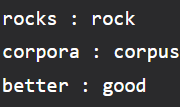 rocks : rock
corpora : corpus
better : good